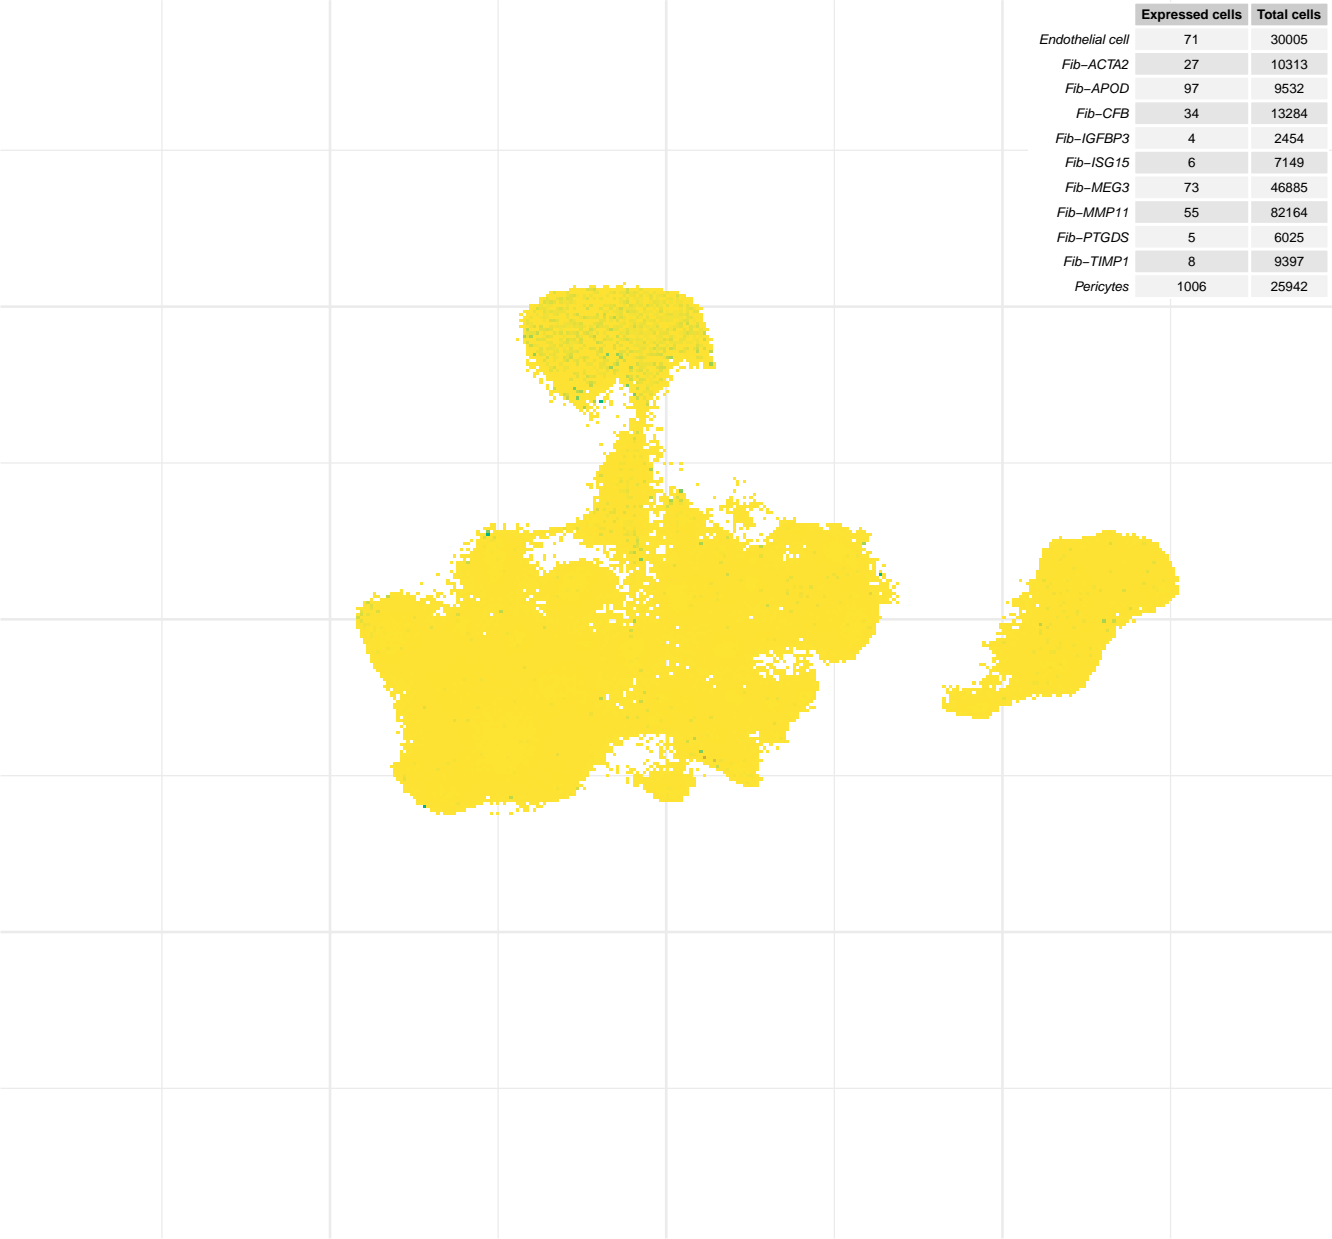 Expressed cells Total cells
Endothelial cell 71 30005
Fib−ACTA2 27 10313
Fib−APOD 97 9532
Fib−CFB 34 13284
Fib−IGFBP3 4 2454
Fib−ISG15 6 7149
Fib−MEG3 73 46885
Fib−MMP11 55 82164
Fib−PTGDS 5 6025
Fib−TIMP1 8 9397
Pericytes 1006 25942